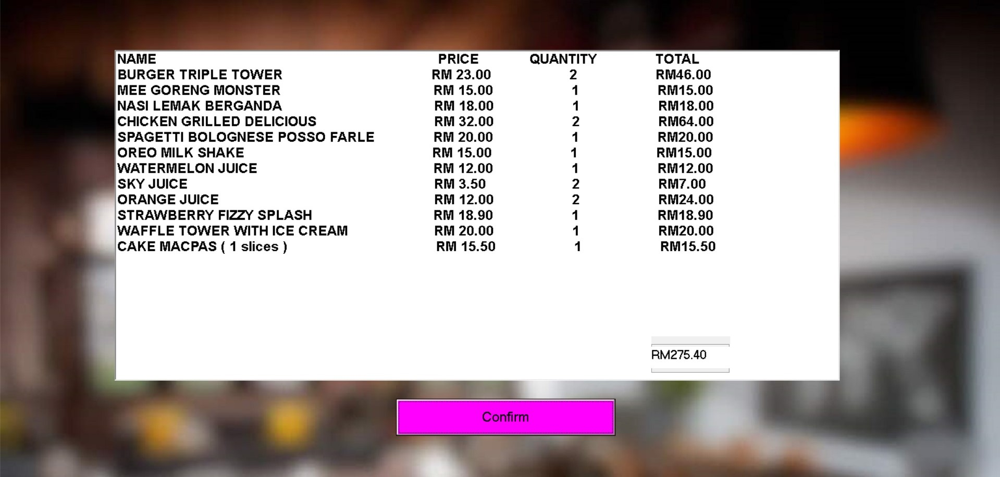 NAME PRICE QUANTITY TOTAL
BURGER TRIPLE TOWER RM 23.00 2 RM46.00
MEE GORENG MONSTER RM 15.00 1 RM15.00
NASI LEMAK BERGANDA RM 18.00 1 RM18.00
CHICKEN GRILLED DELICIOUS RM 32.00 2 RM64.00
SPAGETTI BOLOGNESE POSSO FARLE RM 20.00 1 RM20.00
OREO MILK SHAKE RM 15.00 1 RM15.00
WATERMELON JUICE RM 12.00 1 RM12.00
SKY JUICE RM 3.50 2 RM7.00
ORANGE JUICE RM 12.00 2 RM24.00
STRAWBERRY FIZZY SPLASH RM 18.90 1 RM18.90
WAFFLE TOWER WITH ICE CREAM RM 20.00 1 RM20.00
CAKE MACPAS ( 1 slices ) RM 15.50 1 RM15.50
RM275.40
Confirm